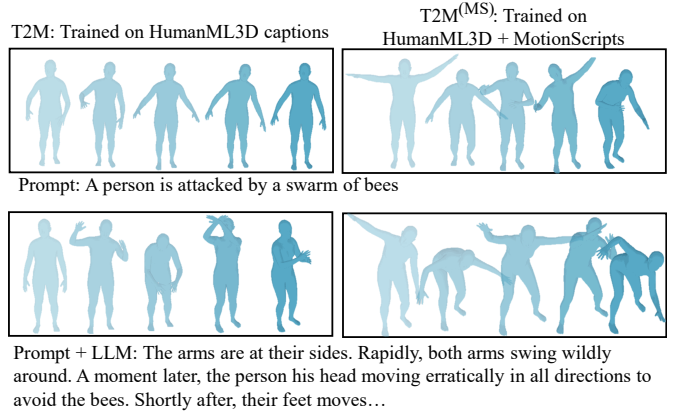 T2M: Trained on HumanML3D captions
T2M(MS): Trained on
HumanML3D + MotionScripts
Prompt: A person is attacked by a swarm of bees
Prompt + LLM: The arms are at their sides. Rapidly, both arms swing wildly
around. A moment later, the person his head moving erratically in all directions to
avoid the bees. Shortly after, their feet moves…